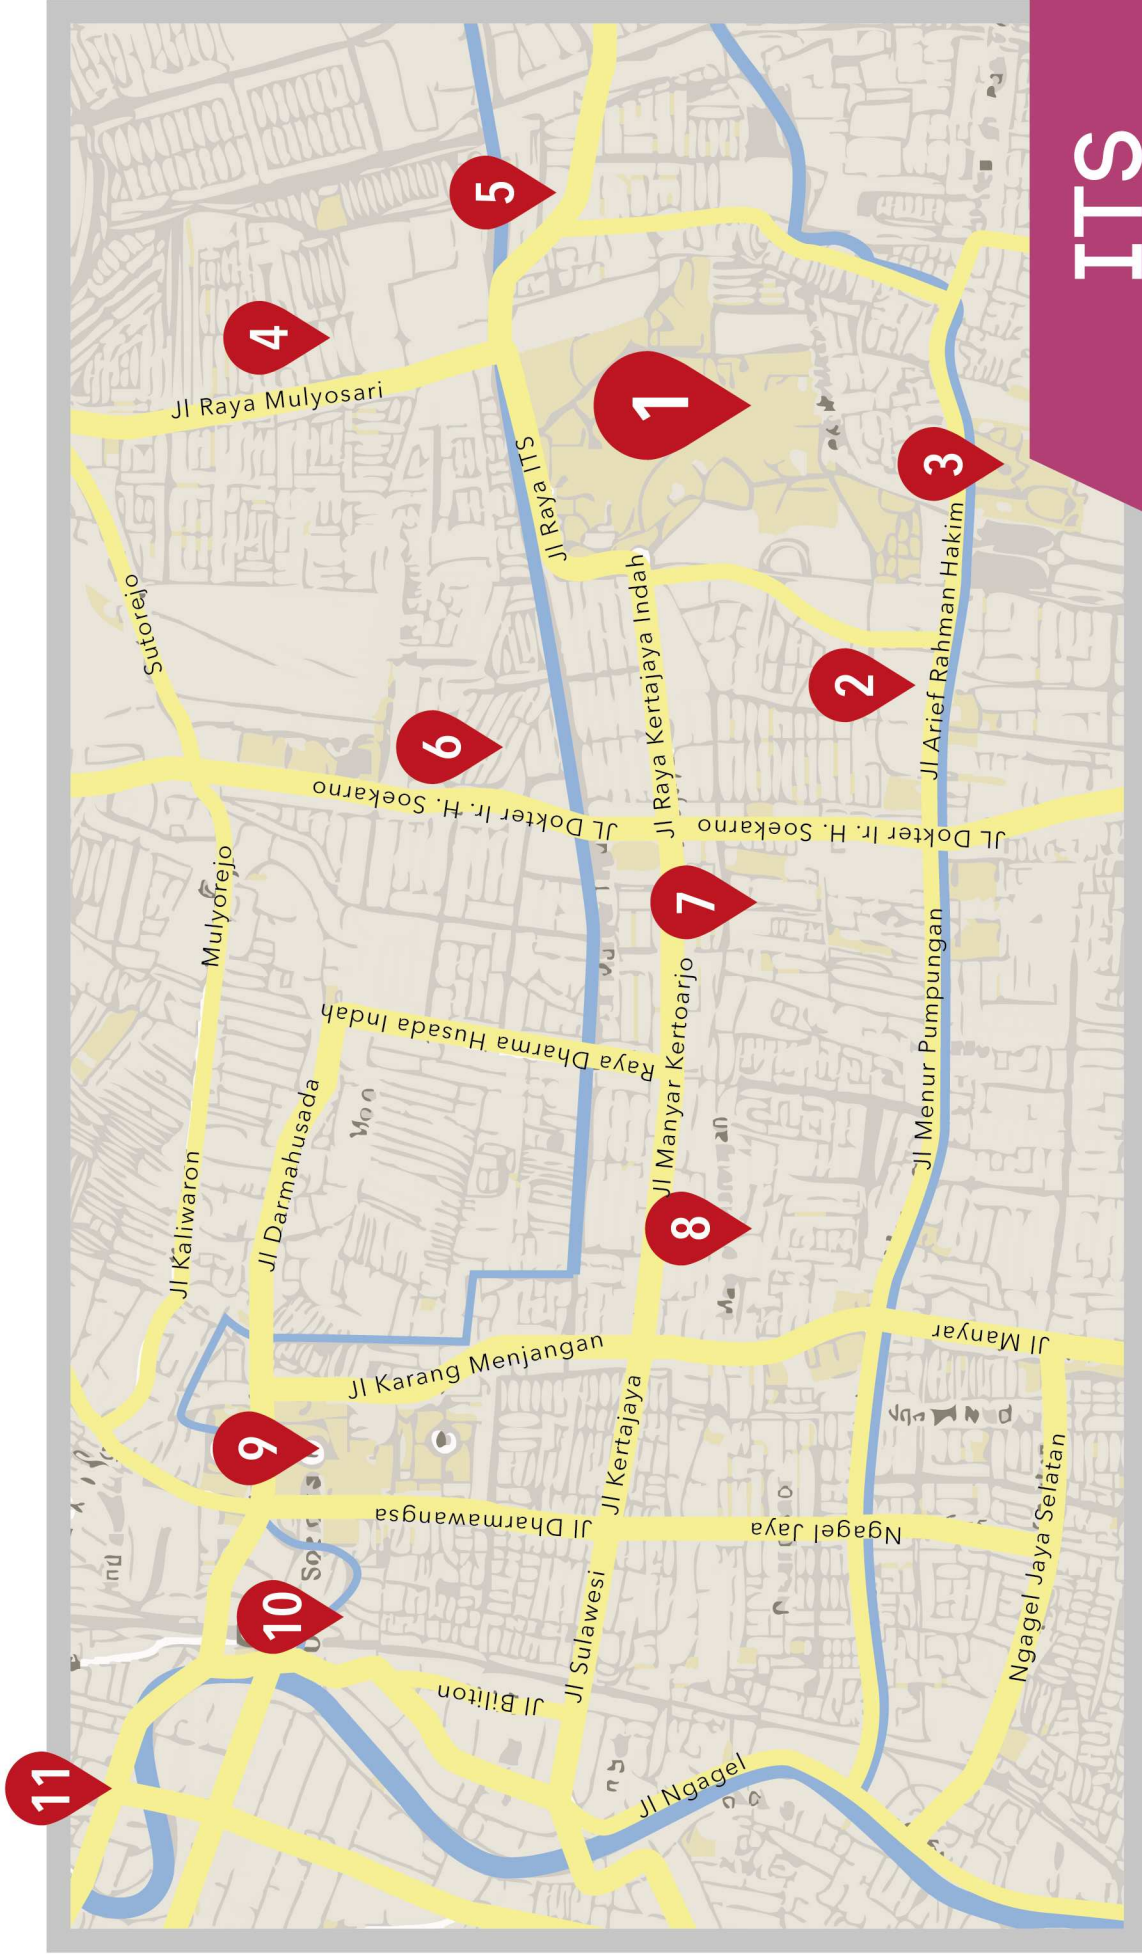 ITS
11
10
9
8
7
6
5
4
3
2
1
Jl Kaliwaron
Mulyorejo
Sutorejo
Jl Raya Mulyosari
Jl Darmahusada
Raya Dharma Husada Indah
JL Dokter Ir. H. Soekarno
JL Dokter Ir. H. Soekarno
Jl Raya ITS
Jl Karang Menjangan
Jl Dharmawangsa
Jl Biliton
Jl Sulawesi
Jl Kertajaya
Jl Manyar Kertoarjo
Jl Raya Kertajaya Indah
Jl Ngagel
Ngagel Jaya
Jl Menur Pumpungan
Jl Arief Rahman Hakim
Jl Manyar
Ngagel Jaya Selatan